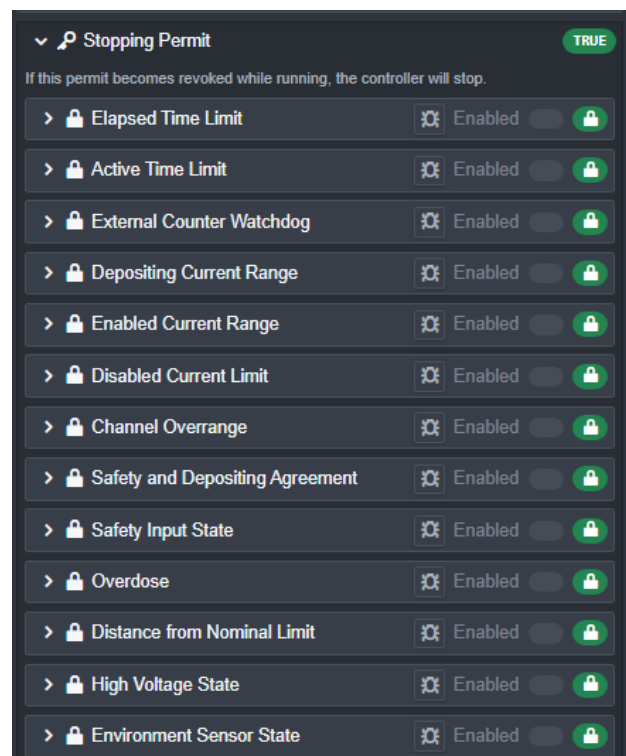 Stopping Permit TRUE
If this permit becomes revoked while running, the controller will stop.
Elapsed Time Limit Enabled
Active Time Limit Enabled
External Counter Watchdog Enabled
Depositing Current Range Enabled
Enabled Current Range Enabled
Disabled Current Limit Enabled
Channel Overrange Enabled
Safety and Depositing Agreement Enabled
Safety Input State Enabled
Overdose Enabled
Distance from Nominal Limit Enabled
High Voltage State Enabled
Environment Sensor State Enabled